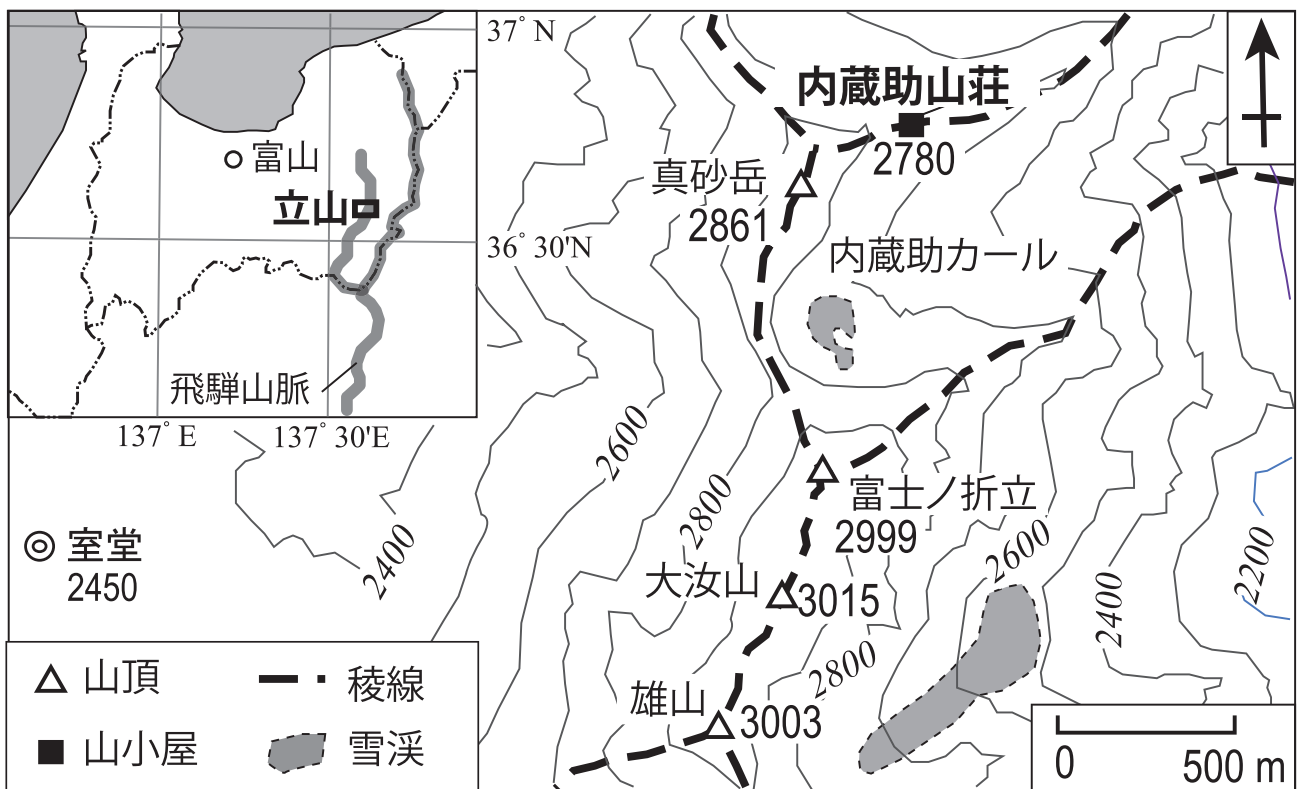 37° N
内蔵助山荘
2780
富山
真砂岳
2861
立山
36° 30'N
内蔵助カール
飛騨山脈
137° E
137° 30'E
2600
2800
富士ノ折立
2999
室堂
2450
2400
2600
2200
大汝山
3015
2400
2800
雄山
3003
山頂
稜線
山小屋
雪渓
0
500 m